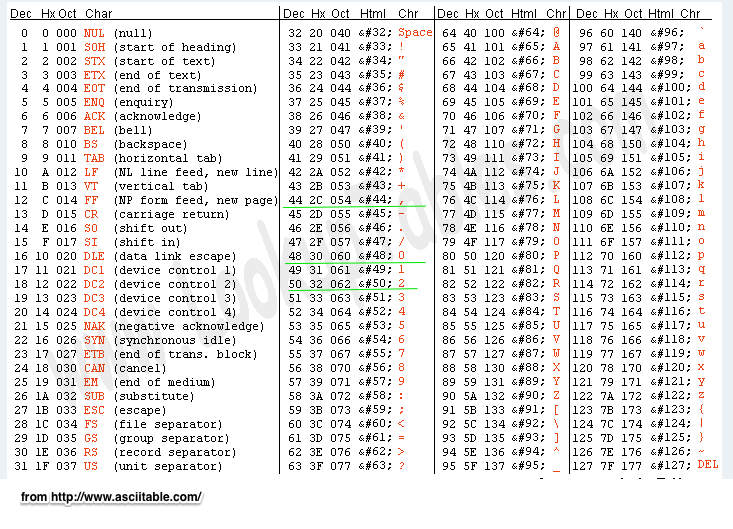 Dec Hx Oct Char Dec Hx Oct Html Chr Dec Hx Oct Html Chr Dec Hx Oct Html Chr
0 0 000 NUL (null) 32 20 040 &#32; Space 64 40 100 &#64; @ 96 60 140 &#96; `
1 1 001 SOH (start of heading) 33 21 041 &#33; ! 65 41 101 &#65; A 97 61 141 &#97; a
2 2 002 STX (start of text) 34 22 042 &#34; " 66 42 102 &#66; B 98 62 142 &#98; b
3 3 003 ETX (end of text) 35 23 043 &#35; # 67 43 103 &#67; C 99 63 143 &#99; c
4 4 004 EOT (end of transmission) 36 24 044 &#36; $ 68 44 104 &#68; D 100 64 144 &#100; d
5 5 005 ENQ (enquiry) 37 25 045 &#37; % 69 45 105 &#69; E 101 65 145 &#101; e
6 6 006 ACK (acknowledge) 38 26 046 &#38; & 70 46 106 &#70; F 102 66 146 &#102; f
7 7 007 BEL (bell) 39 27 047 &#39; ' 71 47 107 &#71; G 103 67 147 &#103; g
8 8 010 BS (backspace) 40 28 050 &#40; ( 72 48 110 &#72; H 104 68 150 &#104; h
9 9 011 TAB (horizontal tab) 41 29 051 &#41; ) 73 49 111 &#73; I 105 69 151 &#105; i
10 A 012 LF (NL line feed, new line) 42 2A 052 &#42; * 74 4A 112 &#74; J 106 6A 152 &#106; j
11 B 013 VT (vertical tab) 43 2B 053 &#43; + 75 4B 113 &#75; K 107 6B 153 &#107; k
12 C 014 FF (NP form feed, new page) 44 2C 054 &#44; , 76 4C 114 &#76; L 108 6C 154 &#108; l
13 D 015 CR (carriage return) 45 2D 055 &#45; - 77 4D 115 &#77; M 109 6D 155 &#109; m
14 E 016 SO (shift out) 46 2E 056 &#46; . 78 4E 116 &#78; N 110 6E 156 &#110; n
15 F 017 SI (shift in) 47 2F 057 &#47; / 79 4F 117 &#79; O 111 6F 157 &#111; o
16 10 020 DLE (data link escape) 48 30 060 &#48; 0 80 50 120 &#80; P 112 70 160 &#112; p
17 11 021 DC1 (device control 1) 49 31 061 &#49; 1 81 51 121 &#81; Q 113 71 161 &#113; q
18 12 022 DC2 (device control 2) 50 32 062 &#50; 2 82 52 122 &#82; R 114 72 162 &#114; r
19 13 023 DC3 (device control 3) 51 33 063 &#51; 3 83 53 123 &#83; S 115 73 163 &#115; s
20 14 024 DC4 (device control 4) 52 34 064 &#52; 4 84 54 124 &#84; T 116 74 164 &#116; t
21 15 025 NAK (negative acknowledge) 53 35 065 &#53; 5 85 55 125 &#85; U 117 75 165 &#117; u
22 16 026 SYN (synchronous idle) 54 36 066 &#54; 6 86 56 126 &#86; V 118 76 166 &#118; v
23 17 027 ETB (end of trans. block) 55 37 067 &#55; 7 87 57 127 &#87; W 119 77 167 &#119; w
24 18 030 CAN (cancel) 56 38 070 &#56; 8 88 58 130 &#88; X 120 78 170 &#120; x
25 19 031 EM (end of medium) 57 39 071 &#57; 9 89 59 131 &#89; Y 121 79 171 &#121; y
26 1A 032 SUB (substitute) 58 3A 072 &#58; : 90 5A 132 &#90; Z 122 7A 172 &#122; z
27 1B 033 ESC (escape) 59 3B 073 &#59; ; 91 5B 133 &#91; [ 123 7B 173 &#123; {
28 1C 034 FS (file separator) 60 3C 074 &#60; < 92 5C 134 &#92; \ 124 7C 174 &#124; |
29 1D 035 GS (group separator) 61 3D 075 &#61; = 93 5D 135 &#93; ] 125 7D 175 &#125; }
30 1E 036 RS (record separator) 62 3E 076 &#62; > 94 5E 136 &#94; ^ 126 7E 176 &#126; ~
31 1F 037 US (unit separator) 63 3F 077 &#63; ? 95 5F 137 &#95; _ 127 7F 177 &#127; DEL
from http://www.asciitable.com/